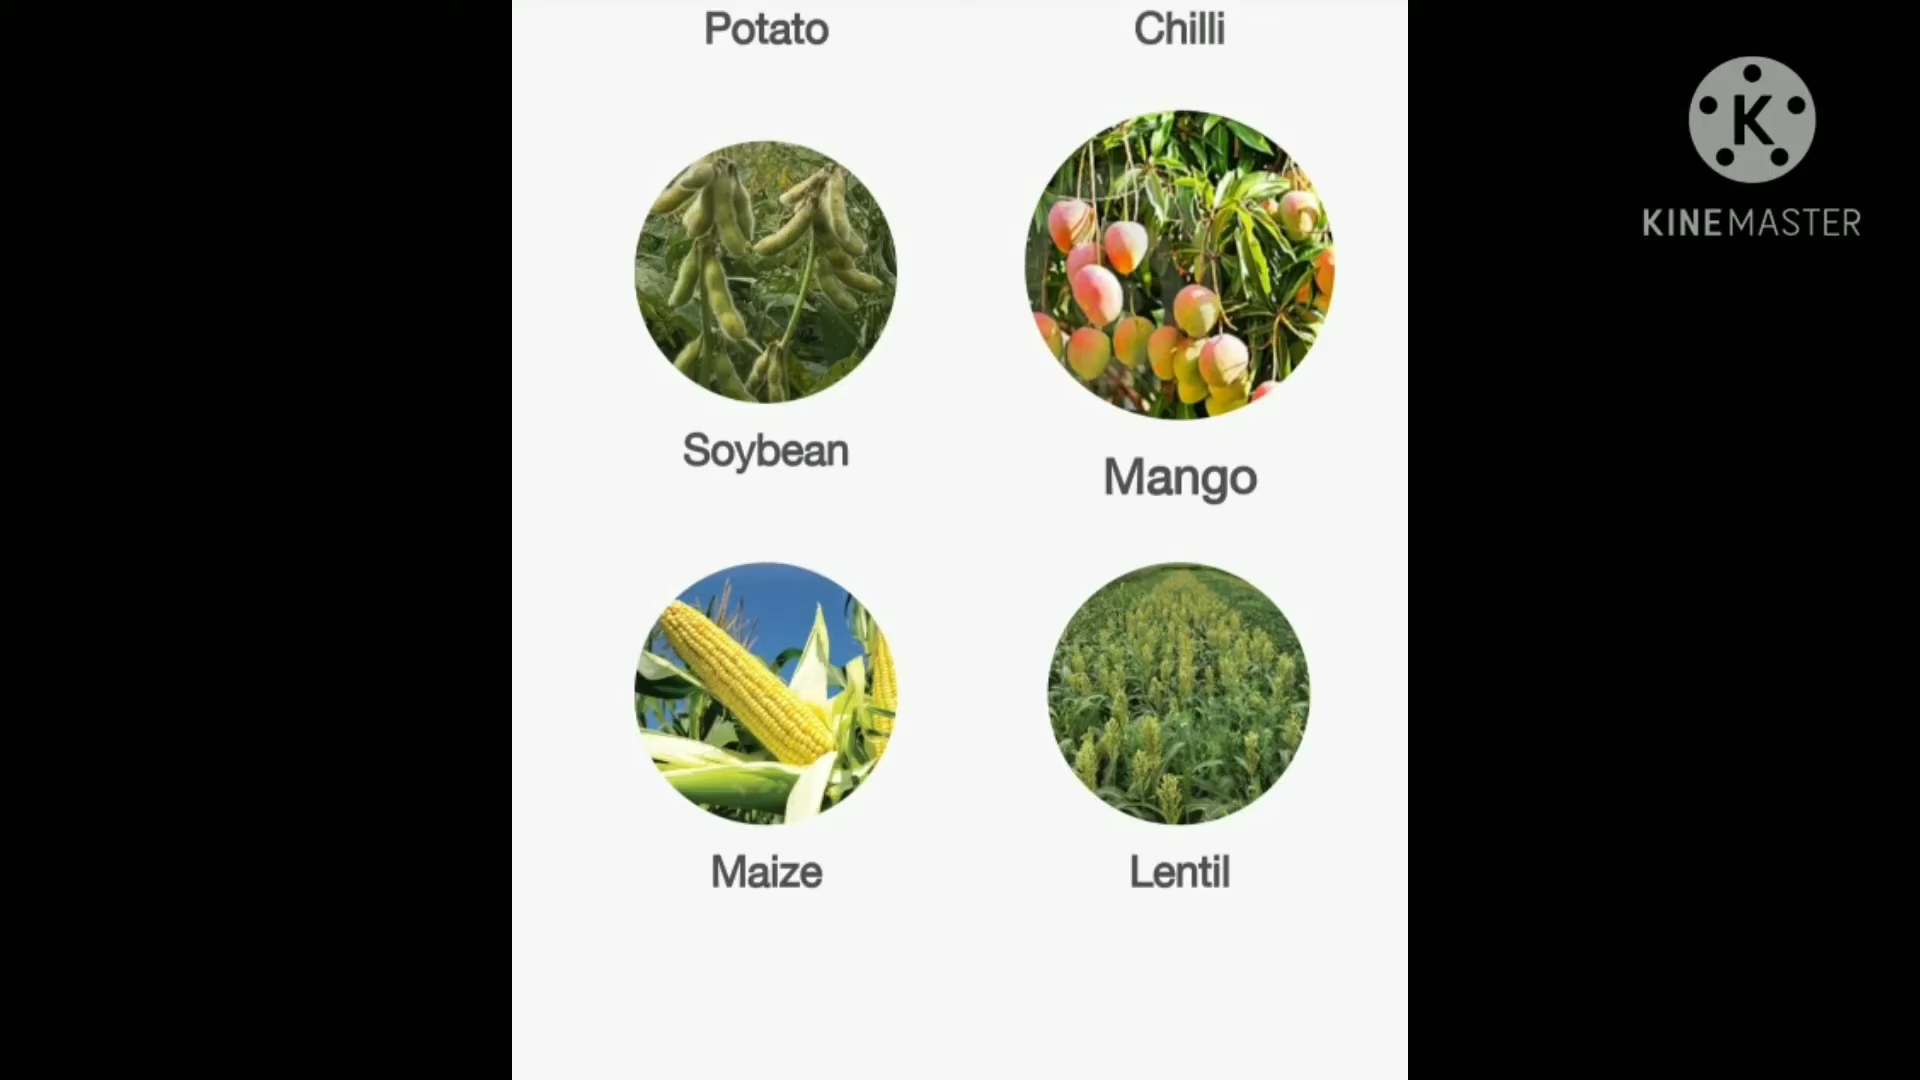 Potato
Chilli
K
KINEMASTER
Soybean
Mango
Maize
Lentil